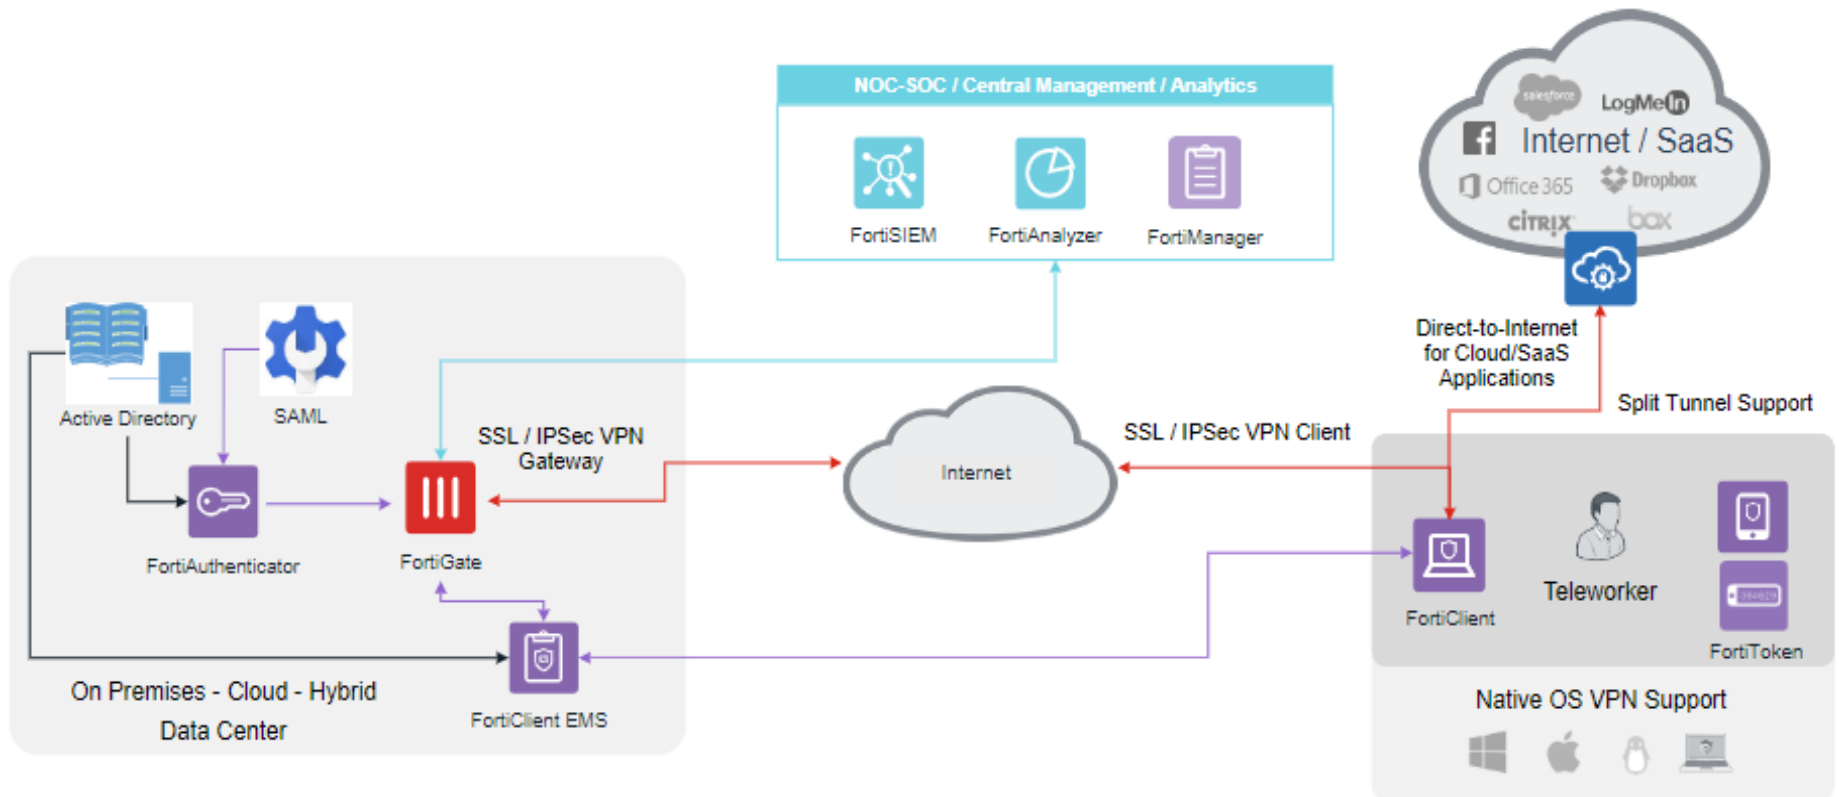 NOC-SOC / Central Management / Analytics
FortiSIEM
FortiAnalyzer
FortiManager
salesforce
LogMeIn
Internet / SaaS
Office 365
Dropbox
CITRIX
box
Direct-to-Internet
for Cloud/SaaS
Applications
Split Tunnel Support
Active Directory
SAML
SSL / IPSec VPN
Gateway
Internet
SSL / IPSec VPN Client
FortiAuthenticator
FortiGate
FortiClient EMS
On Premises - Cloud - Hybrid
Data Center
FortiClient
Teleworker
384629
FortiToken
Native OS VPN Support